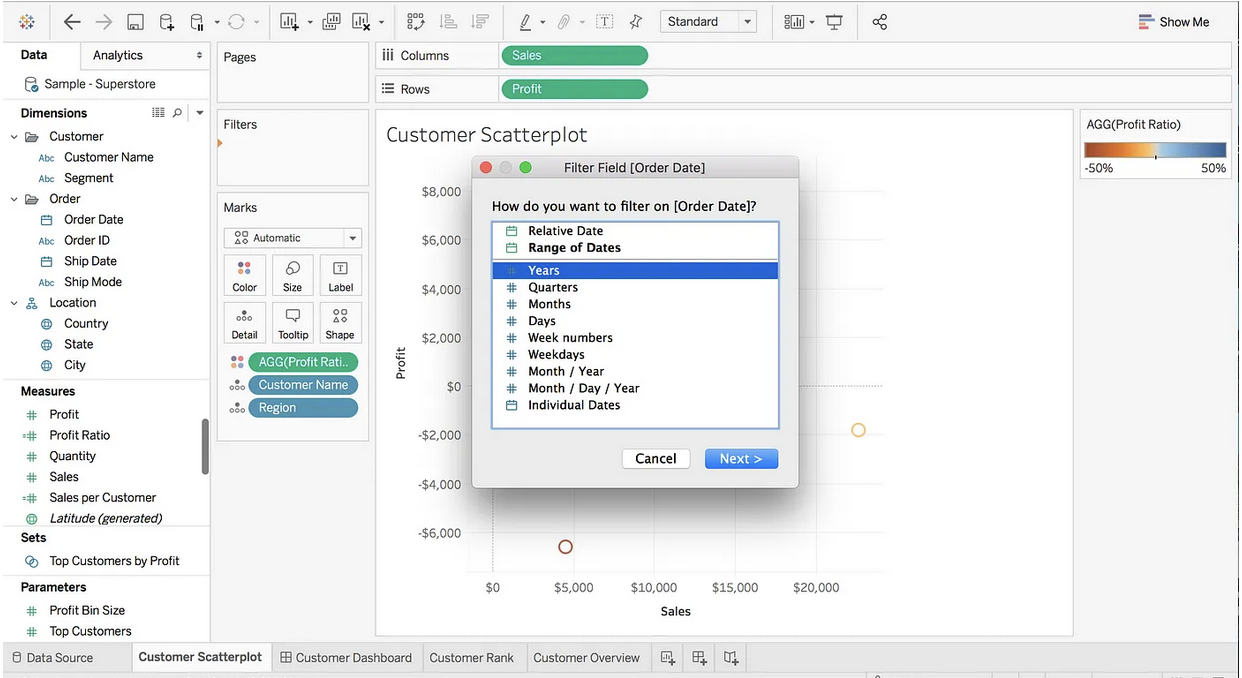 Standard
Show Me
Data
Analytics
Sample - Superstore
Dimensions
Customer
Abc Customer Name
Abc Segment
Order
Order Date
Abc Order ID
Ship Date
Abc Ship Mode
Location
Country
State
City
Measures
Profit
Profit Ratio
Quantity
Sales
Sales per Customer
Latitude (generated)
Sets
Top Customers by Profit
Parameters
Profit Bin Size
Top Customers
Pages
Filters
Marks
Automatic
Color
Size
Label
Detail
Tooltip
Shape
AGG(Profit Rati..
Customer Name
Region
Columns
Sales
Rows
Profit
Customer Scatterplot
$8,000
$6,000
$4,000
$2,000
$0
-$2,000
-$4,000
-$6,000
Profit
$0
$5,000
$10,000
$15,000
$20,000
Sales
Filter Field [Order Date]
How do you want to filter on [Order Date]?
Relative Date
Range of Dates
Years
Quarters
Months
Days
Week numbers
Weekdays
Month / Year
Month / Day / Year
Individual Dates
Cancel
Next >
AGG(Profit Ratio)
-50%
50%
Data Source
Customer Scatterplot
Customer Dashboard
Customer Rank
Customer Overview